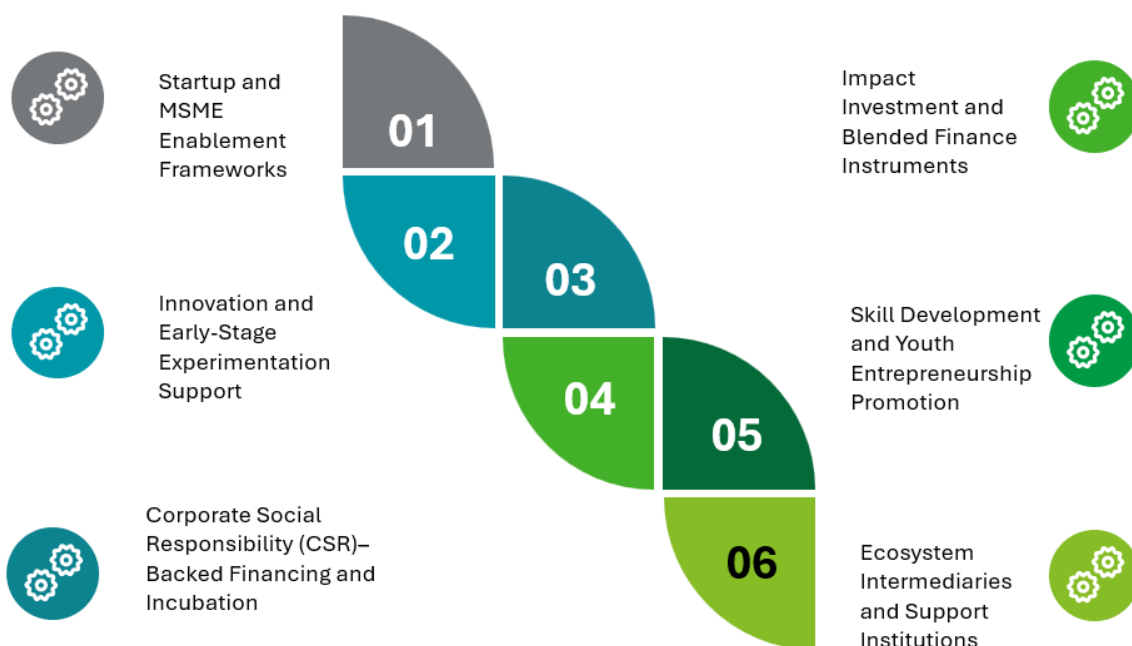 Startup and
MSME
Enablement
Frameworks
Innovation and
Early-Stage
Experimentation
Support
Corporate Social
Responsibility (CSR)–
Backed Financing and
Incubation
01
02
03
04
05
06
Impact
Investment and
Blended Finance
Instruments
Skill Development
and Youth
Entrepreneurship
Promotion
Ecosystem
Intermediaries
and Support
Institutions